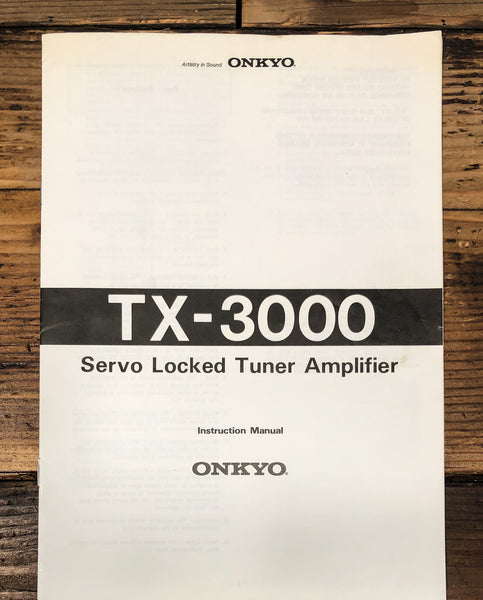 Artistry in Sound ONKYO®
TX-3000
Servo Locked Tuner Amplifier
Instruction Manual
ONKYO®